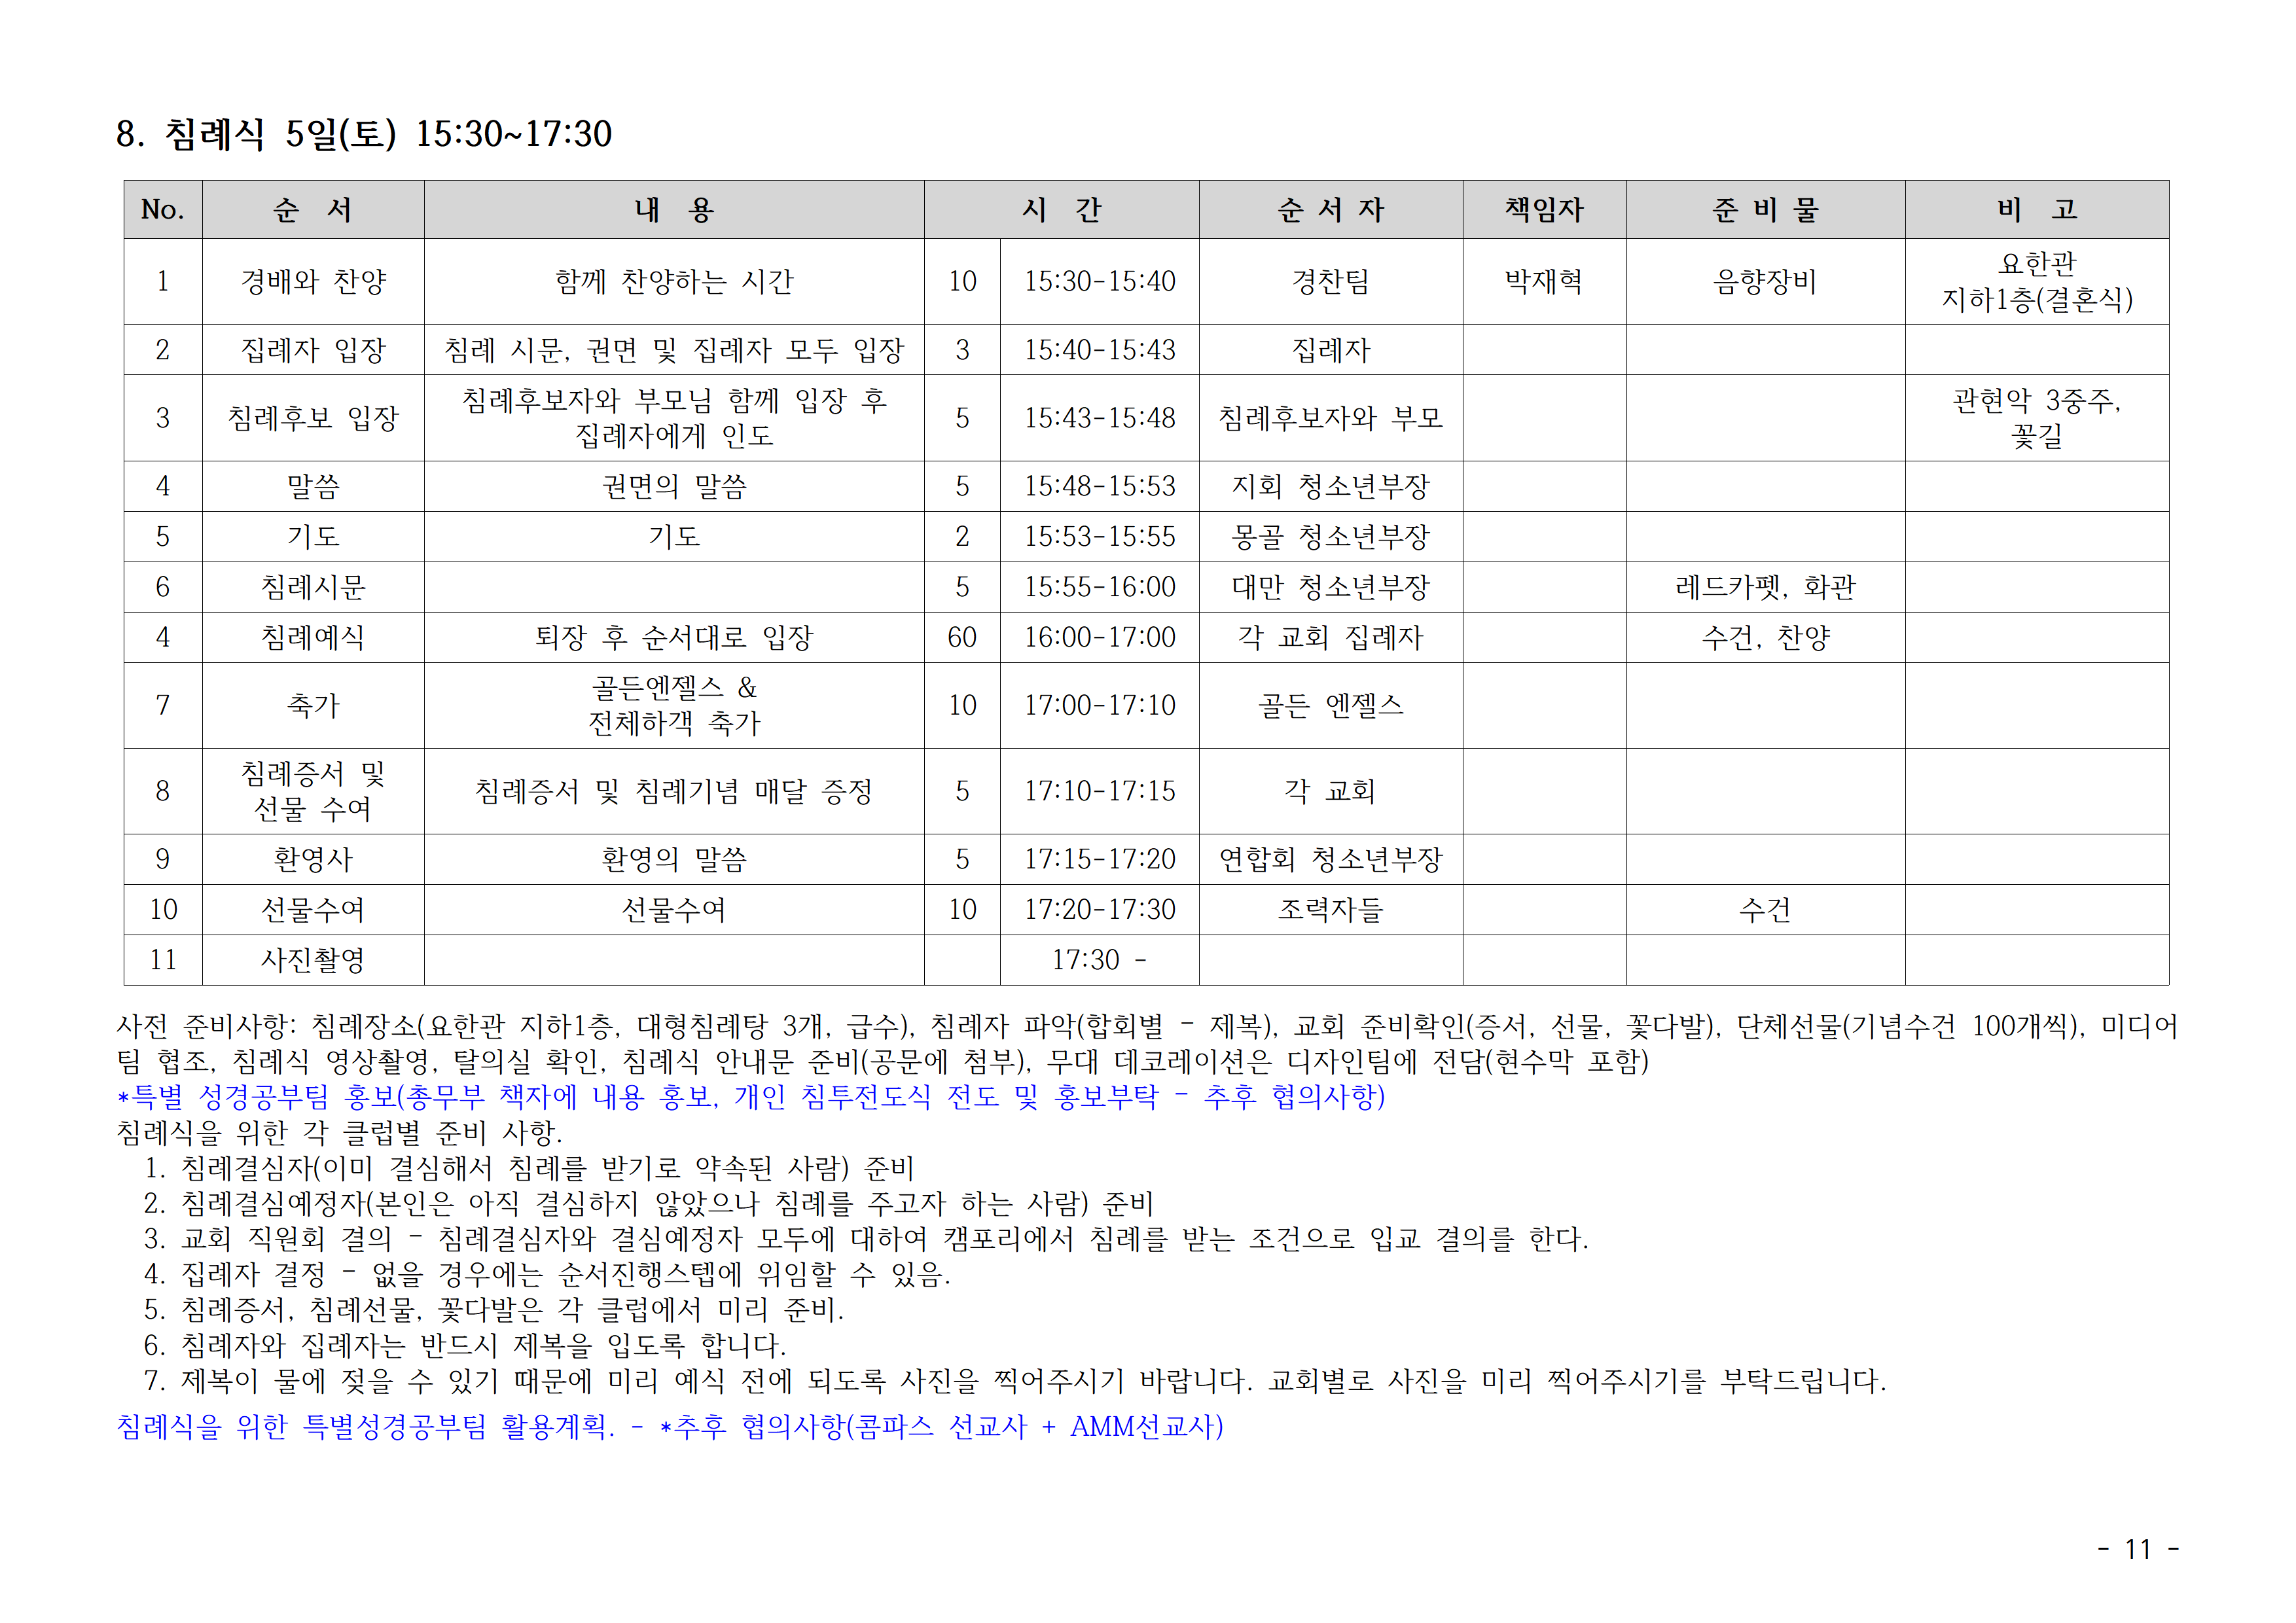 8. 침례식 5일(토) 15:30~17:30
No. 순 서 내 용 시 간 순 서 자 책임자 준 비 물 비 고
1 경배와 찬양 함께 찬양하는 시간 10 15:30-15:40 경찬팀 박재혁 음향장비 요한관
지하1층(결혼식)
2 집례자 입장 침례 시문, 권면 및 집례자 모두 입장 3 15:40-15:43 집례자
3 침례후보 입장 침례후보자와 부모님 함께 입장 후
집례자에게 인도 5 15:43-15:48 침례후보자와 부모 관현악 3중주,
꽃길
4 말씀 권면의 말씀 5 15:48-15:53 지회 청소년부장
5 기도 기도 2 15:53-15:55 몽골 청소년부장
6 침례시문 5 15:55-16:00 대만 청소년부장 레드카펫, 화관
4 침례예식 퇴장 후 순서대로 입장 60 16:00-17:00 각 교회 집례자 수건, 찬양
7 축가 골든엔젤스 &
전체하객 축가 10 17:00-17:10 골든 엔젤스
8 침례증서 및
선물 수여 침례증서 및 침례기념 매달 증정 5 17:10-17:15 각 교회
9 환영사 환영의 말씀 5 17:15-17:20 연합회 청소년부장
10 선물수여 선물수여 10 17:20-17:30 조력자들 수건
11 사진촬영 17:30 -
사전 준비사항: 침례장소(요한관 지하1층, 대형침례탕 3개, 급수), 침례자 파악(합회별 - 제복), 교회 준비확인(증서, 선물, 꽃다발), 단체선물(기념수건 100개씩), 미디어
팀 협조, 침례식 영상촬영, 탈의실 확인, 침례식 안내문 준비(공문에 첨부), 무대 데코레이션은 디자인팀에 전담(현수막 포함)
*특별 성경공부팀 홍보(총무부 책자에 내용 홍보, 개인 침투전도식 전도 및 홍보부탁 - 추후 협의사항)
침례식을 위한 각 클럽별 준비 사항.
1. 침례결심자(이미 결심해서 침례를 받기로 약속된 사람) 준비
2. 침례결심예정자(본인은 아직 결심하지 않았으나 침례를 주고자 하는 사람) 준비
3. 교회 직원회 결의 - 침례결심자와 결심예정자 모두에 대하여 캠포리에서 침례를 받는 조건으로 입교 결의를 한다.
4. 집례자 결정 - 없을 경우에는 순서진행스텝에 위임할 수 있음.
5. 침례증서, 침례선물, 꽃다발은 각 클럽에서 미리 준비.
6. 침례자와 집례자는 반드시 제복을 입도록 합니다.
7. 제복이 물에 젖을 수 있기 때문에 미리 예식 전에 되도록 사진을 찍어주시기 바랍니다. 교회별로 사진을 미리 찍어주시기를 부탁드립니다.
침례식을 위한 특별성경공부팀 활용계획. - *추후 협의사항(콤파스 선교사 + AMM선교사)
- 11 -